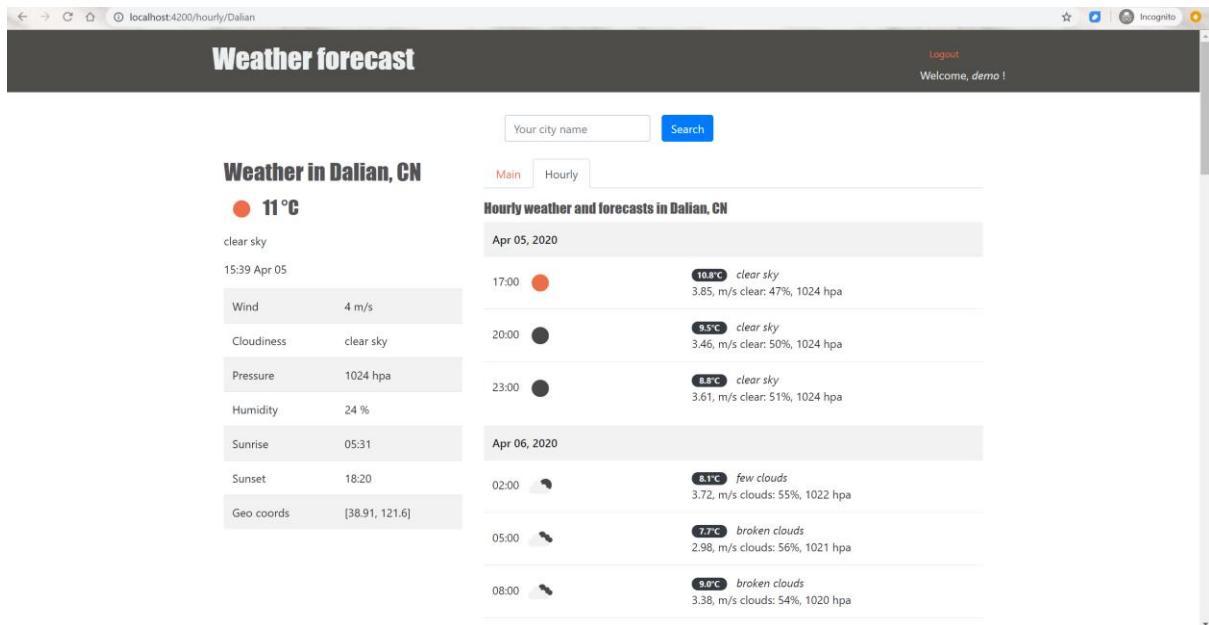 localhost:4200/hourly/Dalian
Incognito
Weather forecast
Logout
Welcome, demo !
Your city name
Search
Weather in Dalian, CN
11 °C
clear sky
15:39 Apr 05
Wind 4 m/s
Cloudiness clear sky
Pressure 1024 hpa
Humidity 24 %
Sunrise 05:31
Sunset 18:20
Geo coords [38.91, 121.6]
Main Hourly
Hourly weather and forecasts in Dalian, CN
Apr 05, 2020
17:00 10.8°C clear sky
3.85, m/s clear: 47%, 1024 hpa
20:00 9.5°C clear sky
3.46, m/s clear: 50%, 1024 hpa
23:00 8.8°C clear sky
3.61, m/s clear: 51%, 1024 hpa
Apr 06, 2020
02:00 8.1°C few clouds
3.72, m/s clouds: 55%, 1022 hpa
05:00 7.7°C broken clouds
2.98, m/s clouds: 56%, 1021 hpa
08:00 9.0°C broken clouds
3.38, m/s clouds: 54%, 1020 hpa